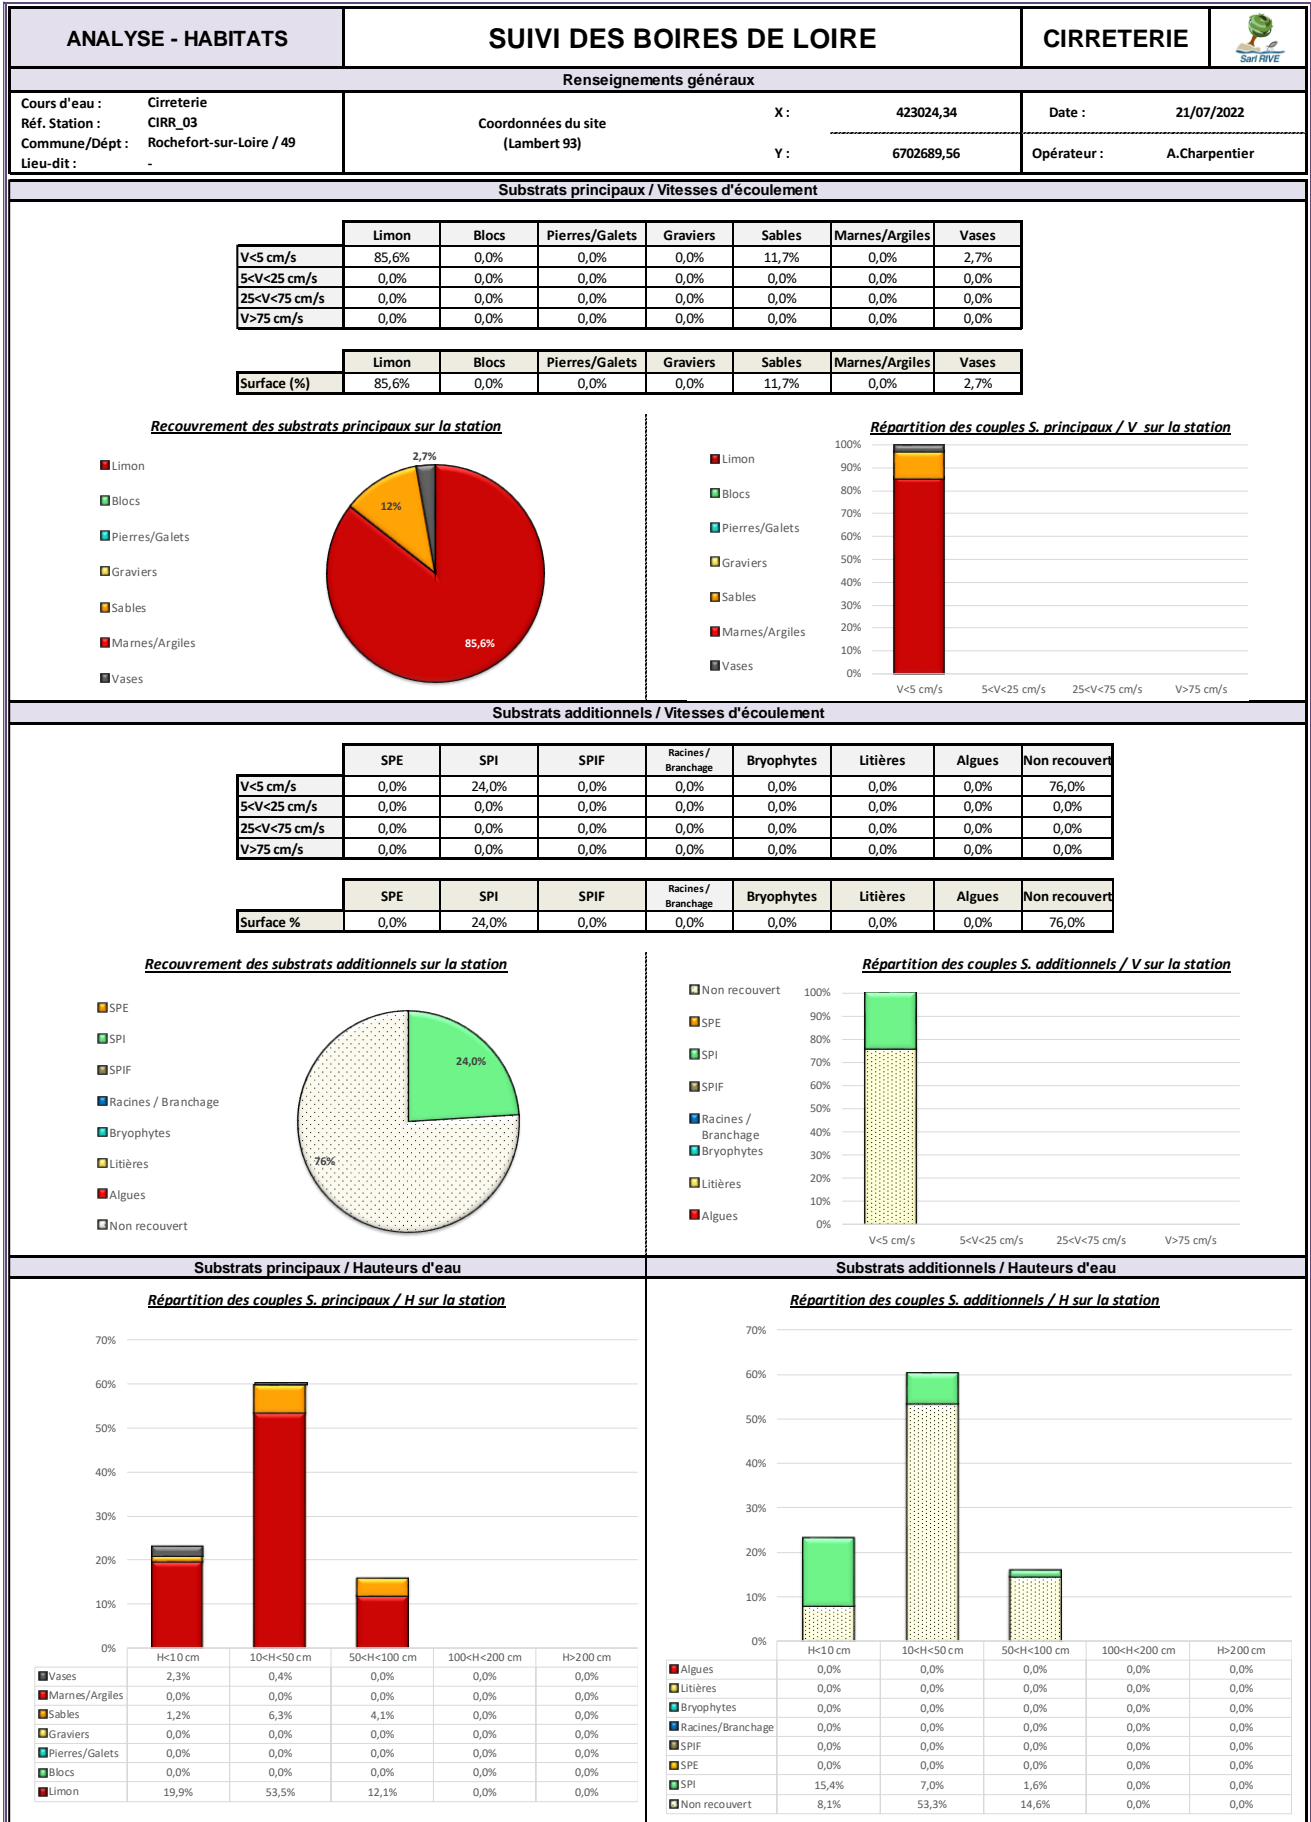 ANALYSE - HABITATS
SUIVI DES BOIRES DE LOIRE
CIRRETERIE
Sarl RIVE
Renseignements généraux
Cours d'eau : Cirreterie
Réf. Station : CIRR_03
Commune/Dépt : Rochefort-sur-Loire / 49
Lieu-dit : -
Coordonnées du site
(Lambert 93)
X : 423024,34
Y : 6702689,56
Date : 21/07/2022
Opérateur : A.Charpentier
Substrats principaux / Vitesses d'écoulement
Limon Blocs Pierres/Galets Graviers Sables Marnes/Argiles Vases
V<5 cm/s 85,6% 0,0% 0,0% 0,0% 11,7% 0,0% 2,7%
5<V<25 cm/s 0,0% 0,0% 0,0% 0,0% 0,0% 0,0% 0,0%
25<V<75 cm/s 0,0% 0,0% 0,0% 0,0% 0,0% 0,0% 0,0%
V>75 cm/s 0,0% 0,0% 0,0% 0,0% 0,0% 0,0% 0,0%
Limon Blocs Pierres/Galets Graviers Sables Marnes/Argiles Vases
Surface (%) 85,6% 0,0% 0,0% 0,0% 11,7% 0,0% 2,7%
Recouvrement des substrats principaux sur la station
Limon
Blocs
Pierres/Galets
Graviers
Sables
Marnes/Argiles
Vases
2,7%
12%
85,6%
Répartition des couples S. principaux / V sur la station
Limon
Blocs
Pierres/Galets
Graviers
Sables
Marnes/Argiles
Vases
100%
90%
80%
70%
60%
50%
40%
30%
20%
10%
0%
V<5 cm/s 5<V<25 cm/s 25<V<75 cm/s V>75 cm/s
Substrats additionnels / Vitesses d'écoulement
SPE SPI SPIF Racines / Branchage Bryophytes Litières Algues Non recouvert
V<5 cm/s 0,0% 24,0% 0,0% 0,0% 0,0% 0,0% 0,0% 76,0%
5<V<25 cm/s 0,0% 0,0% 0,0% 0,0% 0,0% 0,0% 0,0% 0,0%
25<V<75 cm/s 0,0% 0,0% 0,0% 0,0% 0,0% 0,0% 0,0% 0,0%
V>75 cm/s 0,0% 0,0% 0,0% 0,0% 0,0% 0,0% 0,0% 0,0%
SPE SPI SPIF Racines / Branchage Bryophytes Litières Algues Non recouvert
Surface % 0,0% 24,0% 0,0% 0,0% 0,0% 0,0% 0,0% 76,0%
Recouvrement des substrats additionnels sur la station
SPE
SPI
SPIF
Racines / Branchage
Bryophytes
Litières
Algues
Non recouvert
24,0%
76%
Répartition des couples S. additionnels / V sur la station
Non recouvert
SPE
SPI
SPIF
Racines /
Branchage
Bryophytes
Litières
Algues
100%
90%
80%
70%
60%
50%
40%
30%
20%
10%
0%
V<5 cm/s 5<V<25 cm/s 25<V<75 cm/s V>75 cm/s
Substrats principaux / Hauteurs d'eau
Répartition des couples S. principaux / H sur la station
70%
60%
50%
40%
30%
20%
10%
0%
H<10 cm 10<H<50 cm 50<H<100 cm 100<H<200 cm H>200 cm
Vases 2,3% 0,4% 0,0% 0,0% 0,0%
Marnes/Argiles 0,0% 0,0% 0,0% 0,0% 0,0%
Sables 1,2% 6,3% 4,1% 0,0% 0,0%
Graviers 0,0% 0,0% 0,0% 0,0% 0,0%
Pierres/Galets 0,0% 0,0% 0,0% 0,0% 0,0%
Blocs 0,0% 0,0% 0,0% 0,0% 0,0%
Limon 19,9% 53,5% 12,1% 0,0% 0,0%
Substrats additionnels / Hauteurs d'eau
Répartition des couples S. additionnels / H sur la station
70%
60%
50%
40%
30%
20%
10%
0%
H<10 cm 10<H<50 cm 50<H<100 cm 100<H<200 cm H>200 cm
Algues 0,0% 0,0% 0,0% 0,0% 0,0%
Litières 0,0% 0,0% 0,0% 0,0% 0,0%
Bryophytes 0,0% 0,0% 0,0% 0,0% 0,0%
Racines/Branchage 0,0% 0,0% 0,0% 0,0% 0,0%
SPIF 0,0% 0,0% 0,0% 0,0% 0,0%
SPE 0,0% 0,0% 0,0% 0,0% 0,0%
SPI 15,4% 7,0% 1,6% 0,0% 0,0%
Non recouvert 8,1% 53,3% 14,6% 0,0% 0,0%